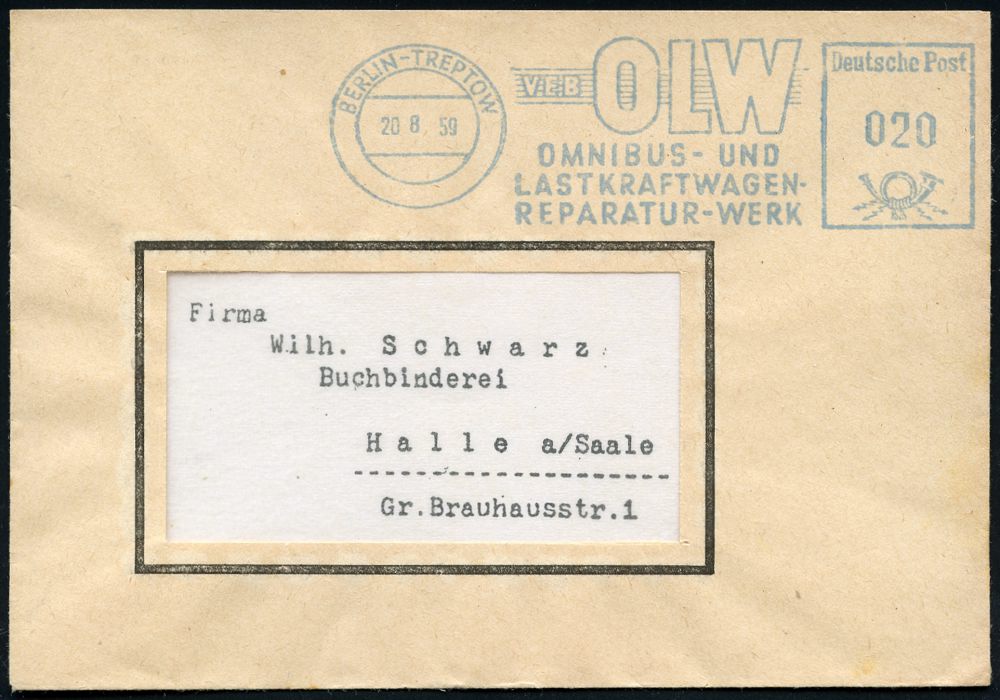 BERLIN-TREPTOW
20 8 59
VEB OLW
OMNIBUS- UND
LASTKRAFTWAGEN-
REPARATUR-WERK
Deutsche Post
020
Firma
Wilh. Schwarz
Buchbinderei
Halle a/Saale
Gr.Brauhausstr.1